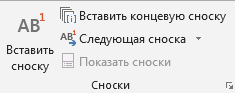 AB¹
Вставить
сноску
Вставить концевую сноску
AB¹
Следующая сноска
Показать сноски
Сноски